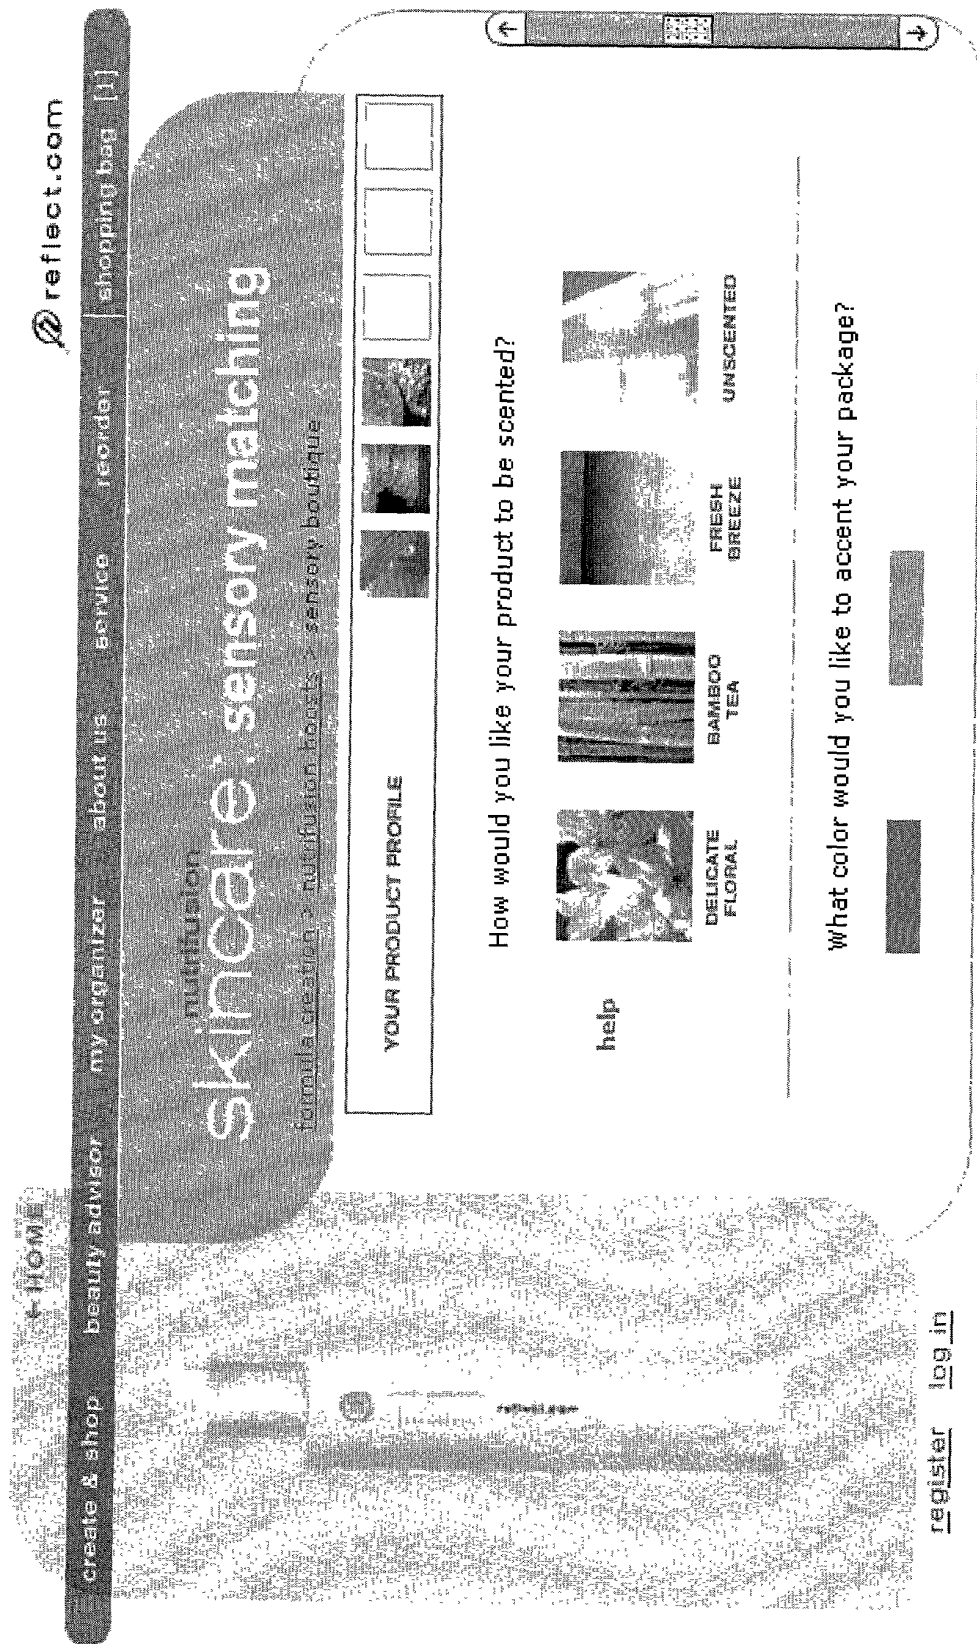 ← HOME
reflect.com
create & shop beauty advisor my organizer about us service reorder shopping bag [1]
nutrifusion
skincare: sensory matching
formula creation > nutrifusion boosts > sensory boutique
YOUR PRODUCT PROFILE
How would you like your product to be scented?
help
DELICATE
FLORAL
BAMBOO
TEA
FRESH
BREEZE
UNSCENTED
What color would you like to accent your package?
reflect.com
register log in